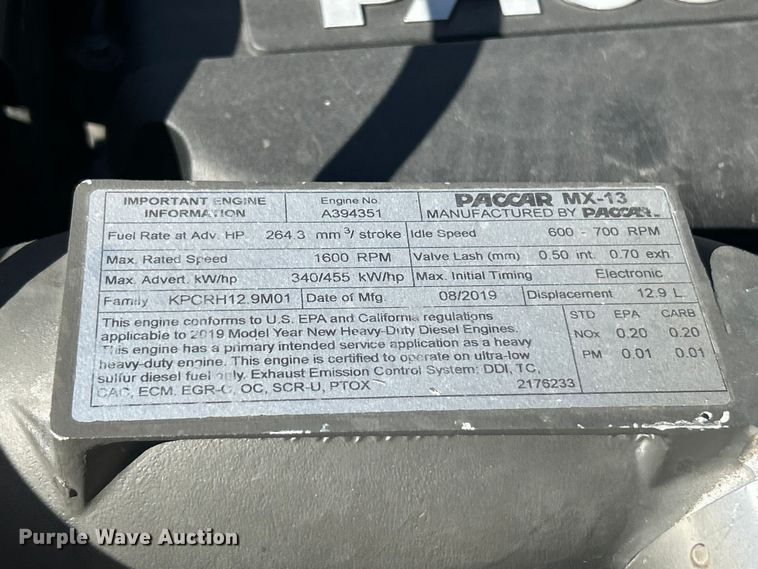 PACC
IMPORTANT ENGINE INFORMATION
Engine No. A394351
PACCAR MX-13
MANUFACTURED BY PACCAR
Fuel Rate at Adv. HP 264.3 mm³/ stroke Idle Speed 600 - 700 RPM
Max. Rated Speed 1600 RPM Valve Lash (mm) 0.50 int. 0.70 exh.
Max. Advert. kW/hp 340/455 kW/hp Max. Initial Timing Electronic
Family KPCRH12.9M01 Date of Mfg. 08/2019 Displacement 12.9 L
This engine conforms to U.S. EPA and California regulations
applicable to 2019 Model Year New Heavy-Duty Diesel Engines.
This engine has a primary intended service application as a heavy
heavy-duty engine. This engine is certified to operate on ultra-low
sulfur diesel fuel only. Exhaust Emission Control System: DDI, TC,
CAC, ECM, EGR-C, OC, SCR-U, PTOX
2176233
STD EPA CARB
NOx 0.20 0.20
PM 0.01 0.01
Purple Wave Auction